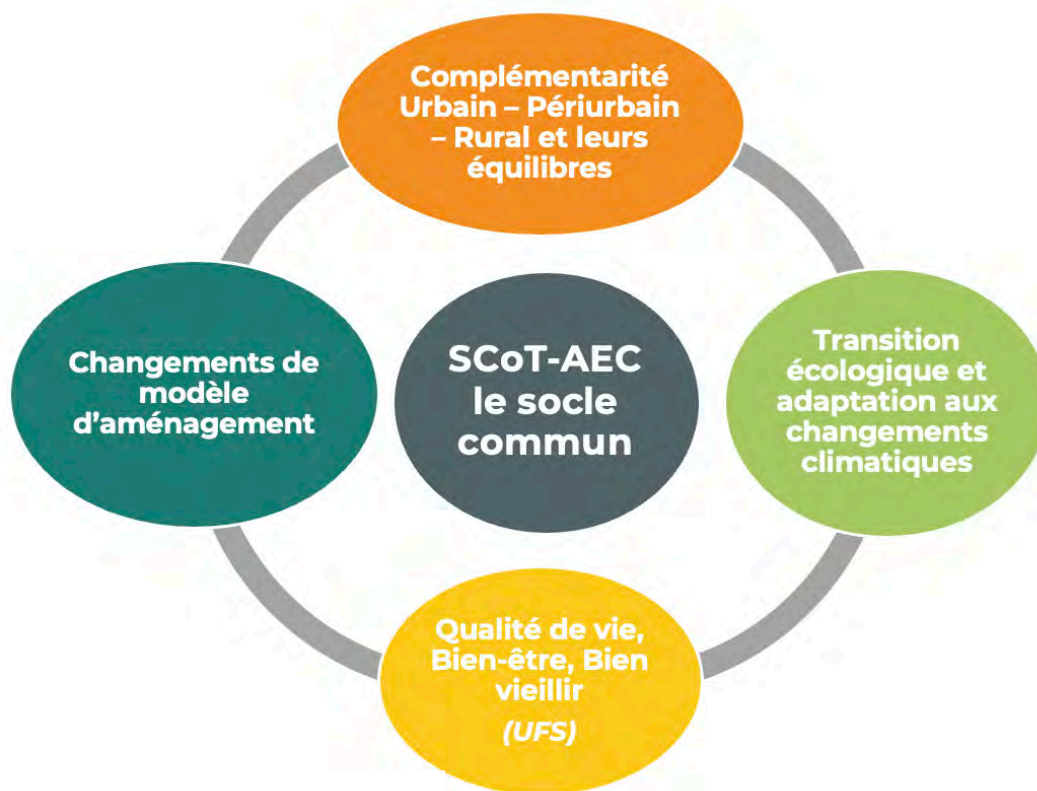 Complémentarité
Urbain – Périurbain
– Rural et leurs
équilibres
Changements de
modèle
d'aménagement
SCoT-AEC
le socle
commun
Transition
écologique et
adaptation aux
changements
climatiques
Qualité de vie,
Bien-être, Bien
vieillir
(UFS)